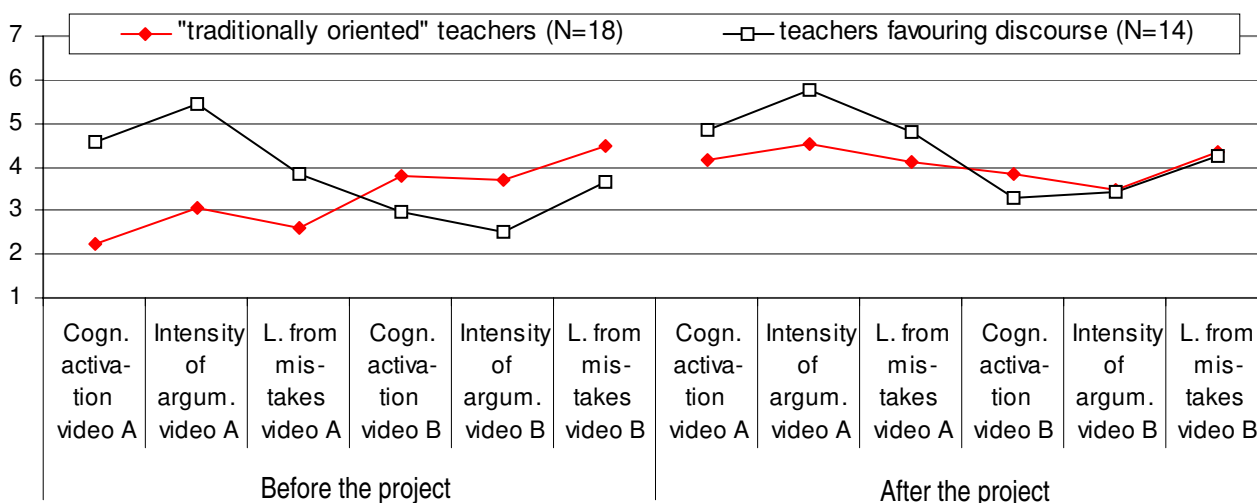 7
"traditionally oriented" teachers (N=18) teachers favouring discourse (N=14)
6
5
4
3
2
1
Cogn. Intensity L. from Cogn. Intensity L. from Cogn. Intensity L. from Cogn. Intensity L. from
activa- of mis- activa- of mis- activa- of mis- activa- of mis-
tion argum. takes tion argum. takes tion argum. takes tion argum. takes
video A video A video A video B video B video B video A video A video A video B video B video B
Before the project After the project